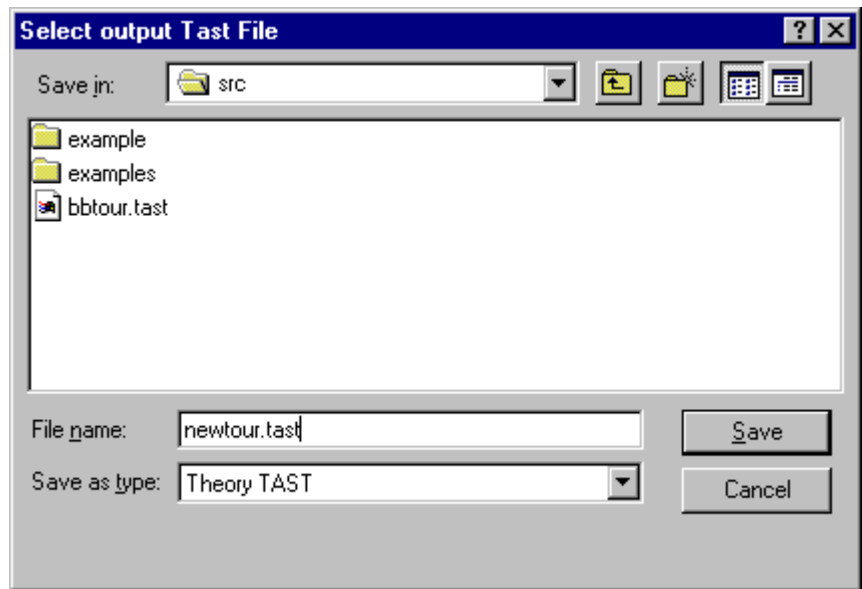 Select output Tast File
Save in: src
example
examples
bbtour.tast
File name: newtour.tast Save
Save as type: Theory TAST Cancel